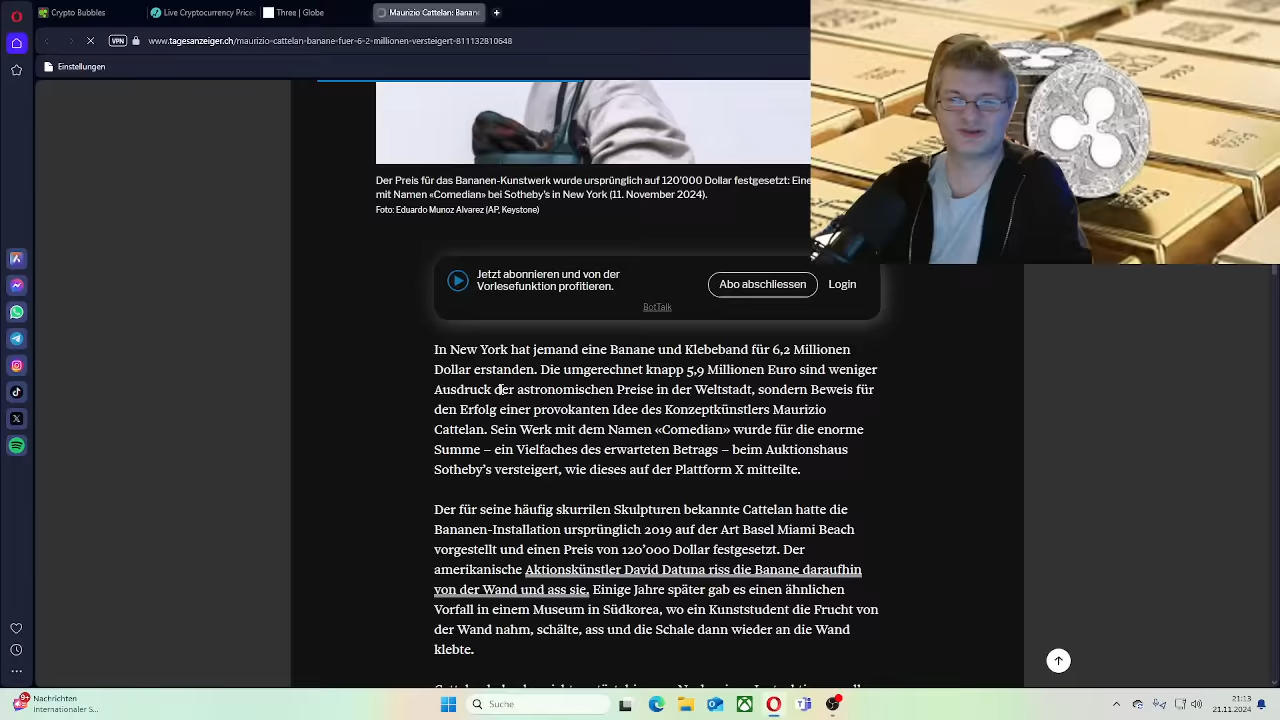 Crypto Bubbles
Live Cryptocurrency Price
Three | Globe
Maurizio Cattelan: Banan
VPN
www.tagesanzeiger.ch/maurizio-cattelan-banane-fuer-6-2-millionen-versteigert-811132810648
Einstellungen
Der Preis für das Bananen-Kunstwerk wurde ursprünglich auf 120'000 Dollar festgesetzt: Eine
mit Namen «Comedian» bei Sotheby's in New York (11. November 2024).
Foto: Eduardo Munoz Alvarez (AP, Keystone)
Jetzt abonnieren und von der
Vorlesefunktion profitieren.
Abo abschliessen
Login
BotTalk
In New York hat jemand eine Banane und Klebeband für 6,2 Millionen
Dollar erstanden. Die umgerechnet knapp 5,9 Millionen Euro sind weniger
Ausdruck der astronomischen Preise in der Weltstadt, sondern Beweis für
den Erfolg einer provokanten Idee des Konzeptkünstlers Maurizio
Cattelan. Sein Werk mit dem Namen «Comedian» wurde für die enorme
Summe – ein Vielfaches des erwarteten Betrags – beim Auktionshaus
Sotheby's versteigert, wie dieses auf der Plattform X mitteilte.
Der für seine häufig skurrilen Skulpturen bekannte Cattelan hatte die
Bananen-Installation ursprünglich 2019 auf der Art Basel Miami Beach
vorgestellt und einen Preis von 120'000 Dollar festgesetzt. Der
amerikanische Aktionskünstler David Datuna riss die Banane daraufhin
von der Wand und ass sie. Einige Jahre später gab es einen ähnlichen
Vorfall in einem Museum in Südkorea, wo ein Kunststudent die Frucht von
der Wand nahm, schälte, ass und die Schale dann wieder an die Wand
klebte.
9+
Nachrichten
Internationaler S...
Suche
21:13
21.11.2024